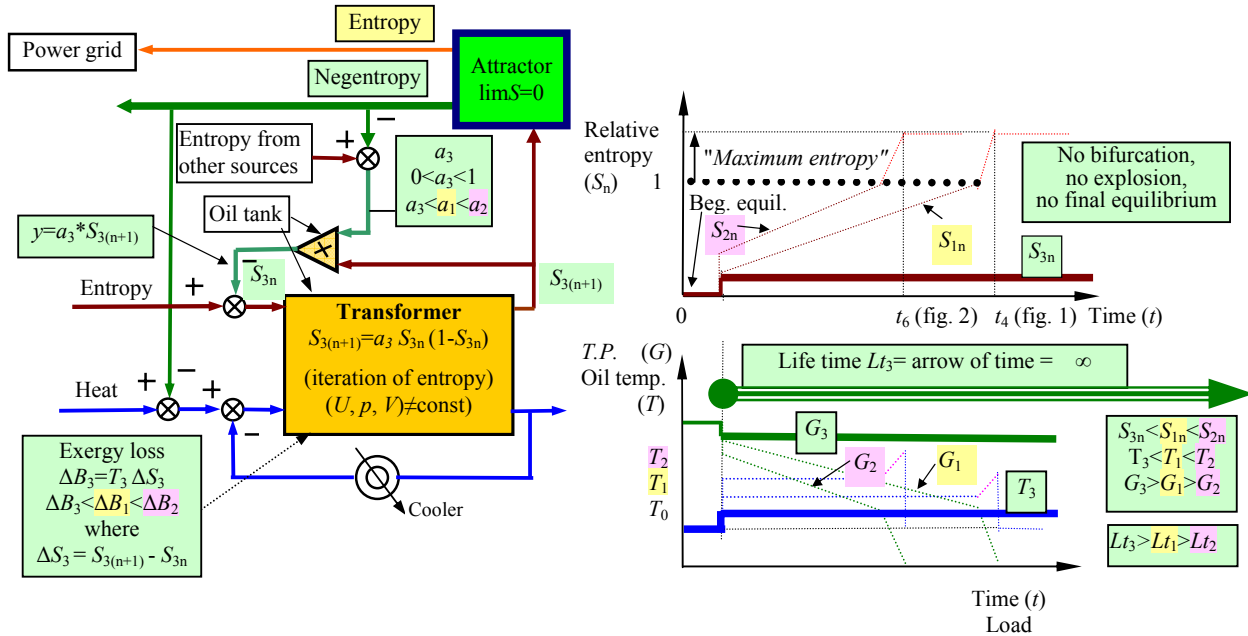 Entropy
Power grid
Negentropy
Attractor
limS=0
+
−
Entropy from
other sources
a3
0<a3<1
a3<a1<a2
Oil tank
+
y=a3*S3(n+1)
−
S3n
S3(n+1)
Entropy
+
Transformer
S3(n+1)=a3 S3n (1-S3n)
(iteration of entropy)
(U, p, V)≠const)
Heat
+
−
+
−
Exergy loss
ΔB3=T3 ΔS3
ΔB3<ΔB1<ΔB2
where
ΔS3 = S3(n+1) - S3n
Cooler
Relative
entropy
(Sn)
1
"Maximum entropy"
No bifurcation,
no explosion,
no final equilibrium
Beg. equil.
S2n
S1n
S3n
0
t6 (fig. 2)
t4 (fig. 1)
Time (t)
T.P. (G)
Oil temp.
(T)
Life time Lt3= arrow of time = ∞
G3
G2
G1
T2
T1
T0
T3
S3n<S1n<S2n
T3<T1<T2
G3>G1>G2
Lt3>Lt1>Lt2
Time (t)
Load